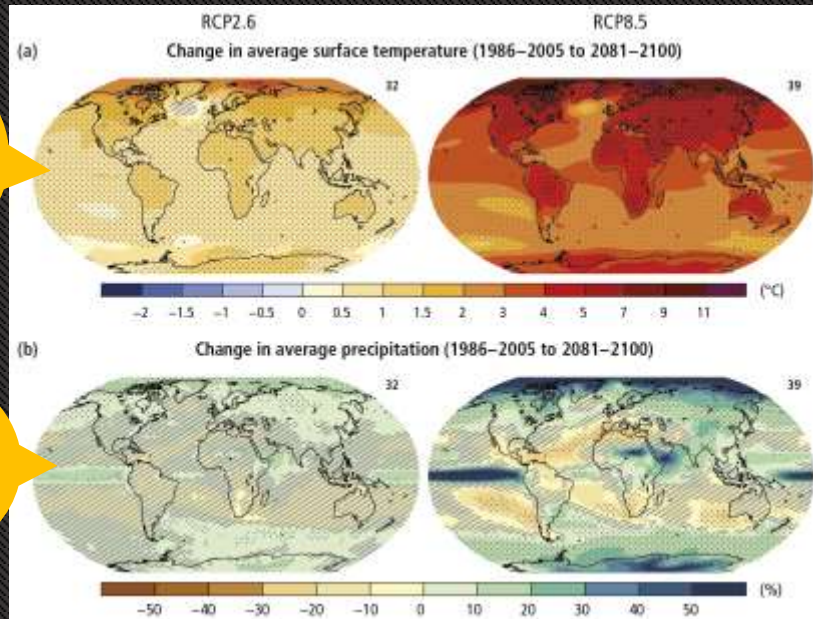 RCP2.6 RCP8.5
(a) Change in average surface temperature (1986–2005 to 2081–2100)
32 39
−2 −1.5 −1 −0.5 0 0.5 1 1.5 2 3 4 5 7 9 11 (°C)
(b) Change in average precipitation (1986–2005 to 2081–2100)
32 39
−50 −40 −30 −20 −10 0 10 20 30 40 50 (%)